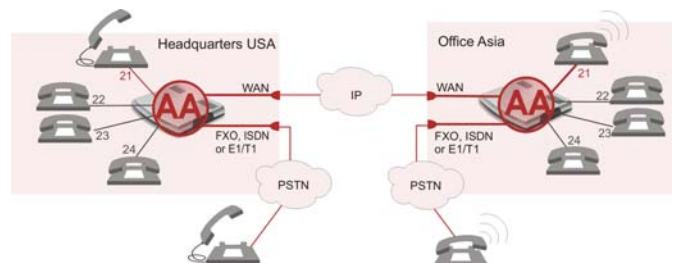 Headquarters USA
Office Asia
21
21
22
AA
WAN
IP
WAN
AA
22
23
23
24
FXO, ISDN
or E1/T1
FXO, ISDN
or E1/T1
24
PSTN
PSTN